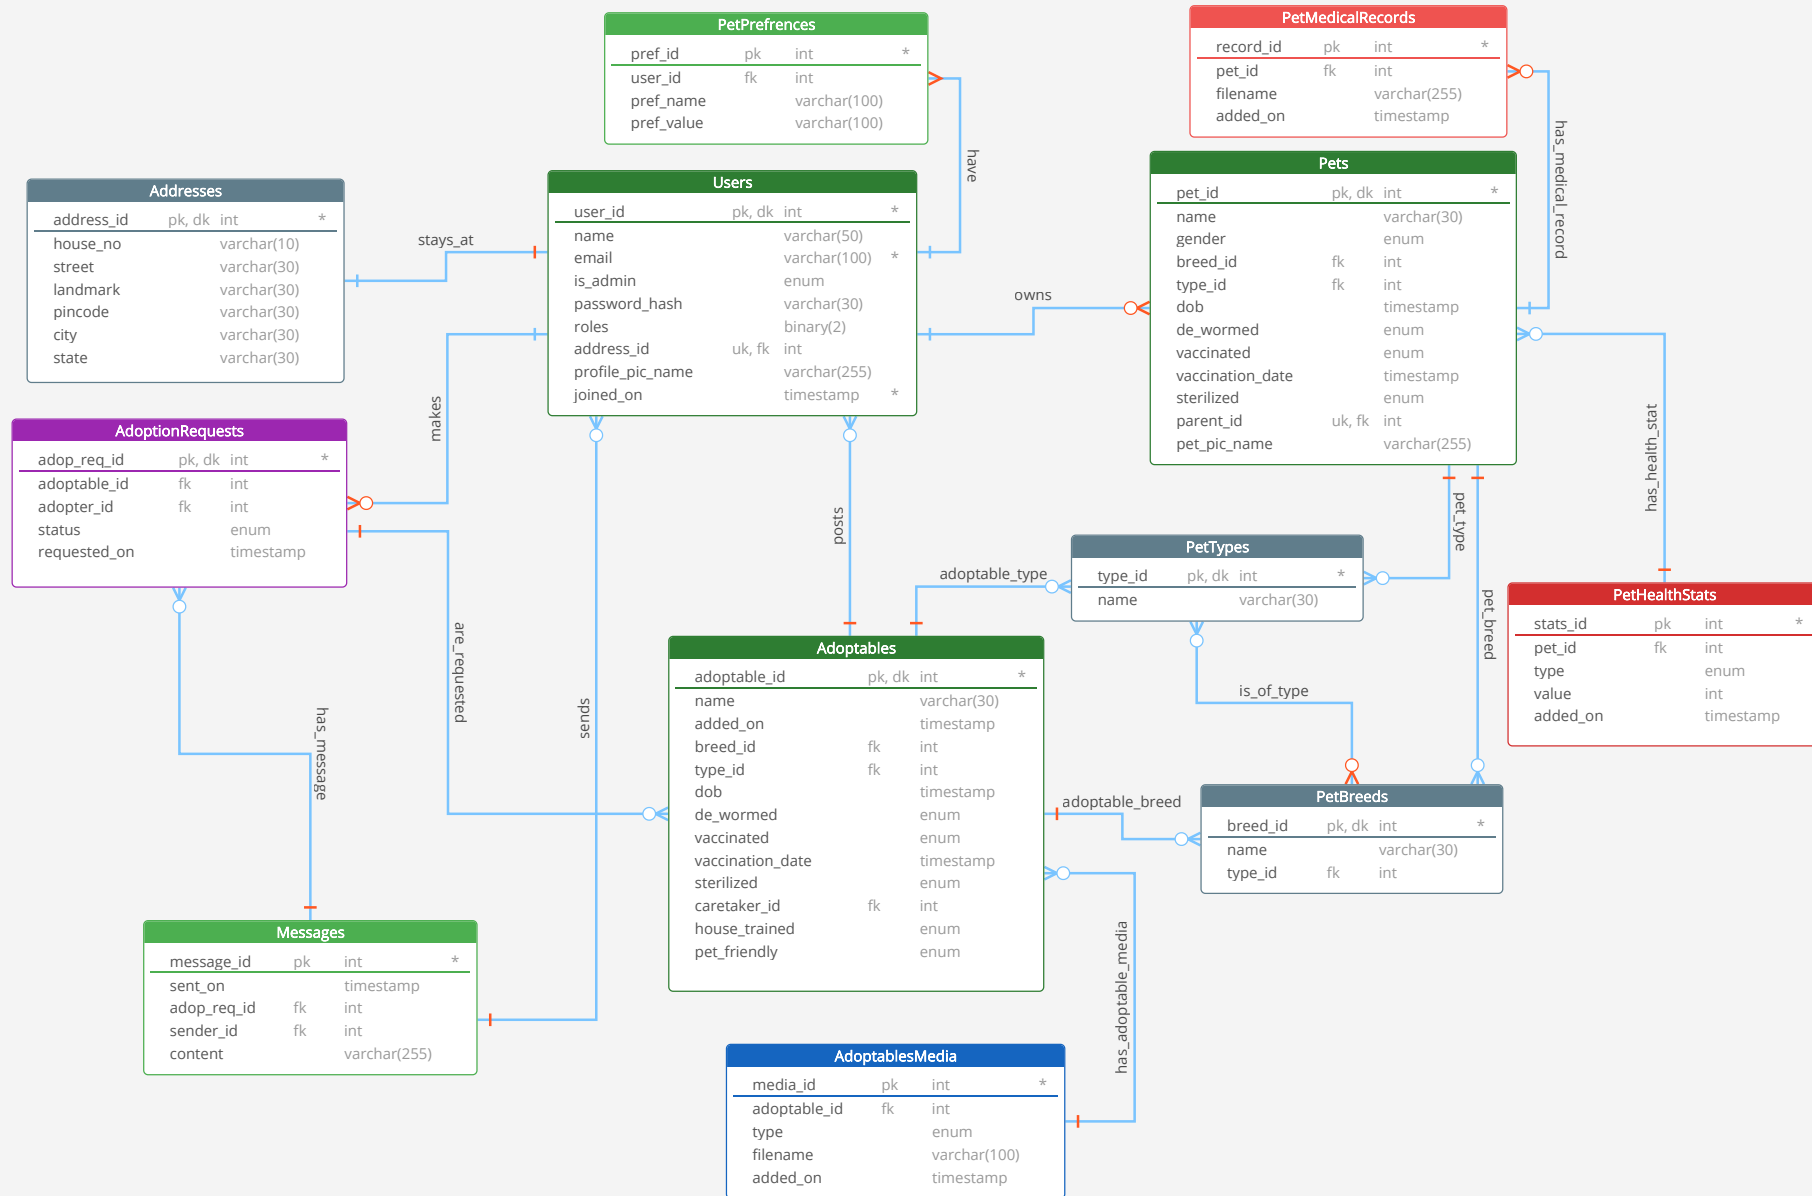 PetPrefrences
pref_id pk int *
user_id fk int
pref_name varchar(100)
pref_value varchar(100)
PetMedicalRecords
record_id pk int *
pet_id fk int
filename varchar(255)
added_on timestamp
have
has_medical_record
Addresses
address_id pk, dk int *
house_no varchar(10)
street varchar(30)
landmark varchar(30)
pincode varchar(30)
city varchar(30)
state varchar(30)
stays_at
Users
user_id pk, dk int *
name varchar(50)
email varchar(100) *
is_admin enum
password_hash varchar(30)
roles binary(2)
address_id uk, fk int
profile_pic_name varchar(255)
joined_on timestamp *
owns
Pets
pet_id pk, dk int *
name varchar(30)
gender enum
breed_id fk int
type_id fk int
dob timestamp
de_wormed enum
vaccinated enum
vaccination_date timestamp
sterilized enum
parent_id uk, fk int
pet_pic_name varchar(255)
makes
has_health_stat
AdoptionRequests
adop_req_id pk, dk int *
adoptable_id fk int
adopter_id fk int
status enum
requested_on timestamp
posts
pet_type
adoptable_type
PetTypes
type_id pk, dk int *
name varchar(30)
pet_breed
PetHealthStats
stats_id pk int *
pet_id fk int
type enum
value int
added_on timestamp
are_requested
sends
has_message
is_of_type
Adoptables
adoptable_id pk, dk int *
name varchar(30)
added_on timestamp
breed_id fk int
type_id fk int
dob timestamp
de_wormed enum
vaccinated enum
vaccination_date timestamp
sterilized enum
caretaker_id fk int
house_trained enum
pet_friendly enum
adoptable_breed
PetBreeds
breed_id pk, dk int *
name varchar(30)
type_id fk int
has_adoptable_media
Messages
message_id pk int *
sent_on timestamp
adop_req_id fk int
sender_id fk int
content varchar(255)
AdoptablesMedia
media_id pk int *
adoptable_id fk int
type enum
filename varchar(100)
added_on timestamp